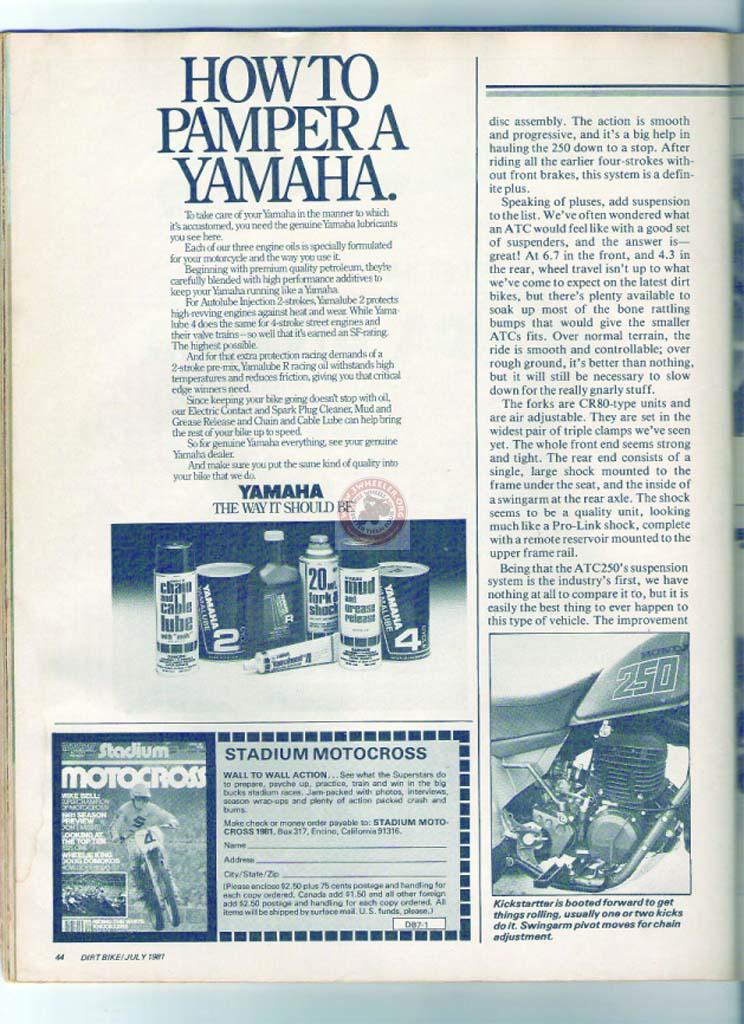 HOW TO
PAMPER A
YAMAHA.
To take care of your Yamaha in the manner to which
it's accustomed, you need the genuine Yamaha lubricants
you see here.
Each of our three engine oils is specially formulated
for your motorcycle and the way you use it.
Beginning with premium quality petroleum, they're
carefully blended with high performance additives to
keep your Yamaha running like a Yamaha.
For Autolube Injection 2-strokes, Yamalube 2 protects
high-revving engines against heat and wear. While Yama-
lube 4 does the same for 4-stroke street engines and
their valve trains—so well that it's earned an SF-rating.
The highest possible.
And for that extra protection racing demands of a
2-stroke pre-mix, Yamalube R racing oil withstands high
temperatures and reduces friction, giving you that critical
edge winners need.
Since keeping your bike going doesn't stop with oil,
our Electric Contact and Spark Plug Cleaner, Mud and
Grease Release and Chain and Cable Lube can help bring
the rest of your bike up to speed.
So for genuine Yamaha everything, see your genuine
Yamaha dealer.
And make sure you put the same kind of quality into
your bike that we do.
YAMAHA
THE WAY IT SHOULD BE.
WWW.3WHEELER.ORG
chain
and
cable
lube
YAMAHA
YAMALUBE
2
R
20 wt.
fork &
shock
mud
and
grease
release
YAMAHA
YAMALUBE
4
Yamabond
disc assembly. The action is smooth
and progressive, and it's a big help in
hauling the 250 down to a stop. After
riding all the earlier four-strokes with-
out front brakes, this system is a defin-
ite plus.
Speaking of pluses, add suspension
to the list. We've often wondered what
an ATC would feel like with a good set
of suspenders, and the answer is—
great! At 6.7 in the front, and 4.3 in
the rear, wheel travel isn't up to what
we've come to expect on the latest dirt
bikes, but there's plenty available to
soak up most of the bone rattling
bumps that would give the smaller
ATCs fits. Over normal terrain, the
ride is smooth and controllable; over
rough ground, it's better than nothing,
but it will still be necessary to slow
down for the really gnarly stuff.
The forks are CR80-type units and
are air adjustable. They are set in the
widest pair of triple clamps we've seen
yet. The whole front end seems strong
and tight. The rear end consists of a
single, large shock mounted to the
frame under the seat, and the inside of
a swingarm at the rear axle. The shock
seems to be a quality unit, looking
much like a Pro-Link shock, complete
with a remote reservoir mounted to the
upper frame rail.
Being that the ATC250's suspension
system is the industry's first, we have
nothing at all to compare it to, but it is
easily the best thing to ever happen to
this type of vehicle. The improvement
HONDA
250
Kickstartter is booted forward to get
things rolling, usually one or two kicks
do it. Swingarm pivot moves for chain
adjustment.
Stadium
MOTOCROSS
MIKE BELL:
1981 SEASON
PREVIEW
LOOKING AT
THE TOP TEN
WHEELIE KING
DOUG DOMOKOS
STADIUM MOTOCROSS
WALL TO WALL ACTION . . . See what the Superstars do
to prepare, psyche up, practice, train and win in the big
bucks stadium races. Jam-packed with photos, interviews,
season wrap-ups and plenty of action packed crash and
burns.
Make check or money order payable to: STADIUM MOTO-
CROSS 1981, Box 317, Encino, California 91316.
Name
Address
City/State/Zip
(Please enclose $2.50 plus 75 cents postage and handling for
each copy ordered. Canada add $1.50 and all other foreign
add $2.50 postage and handling for each copy ordered. All
items will be shipped by surface mail. U.S. funds, please.)
DB7-1
44 DIRT BIKE/JULY 1981